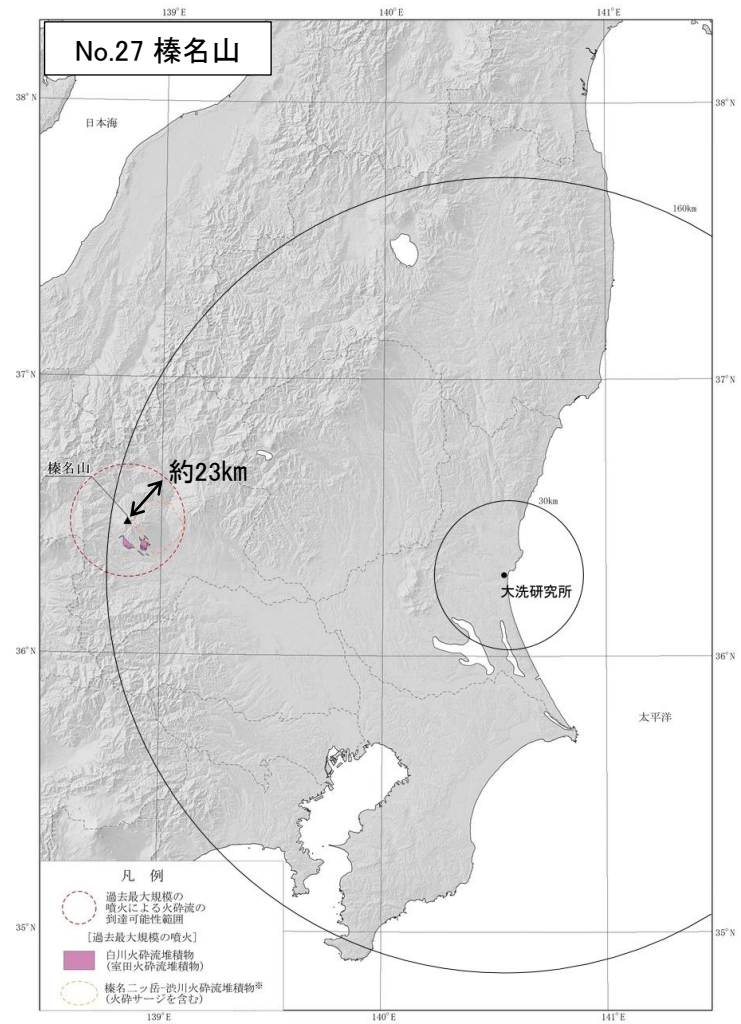 139°E
140°E
141°E
No.27 榛名山
38°N
38°N
日本海
160km
37°N
37°N
榛名山
約23km
30km
大洗研究所
36°N
36°N
太平洋
凡 例
過去最大規模の
噴火による火砕流の
到達可能性範囲
[過去最大規模の噴火]
白川火砕流堆積物
(室田火砕流堆積物)
榛名二ッ岳-渋川火砕流堆積物※
(火砕サージを含む)
35°N
35°N
139°E
140°E
141°E